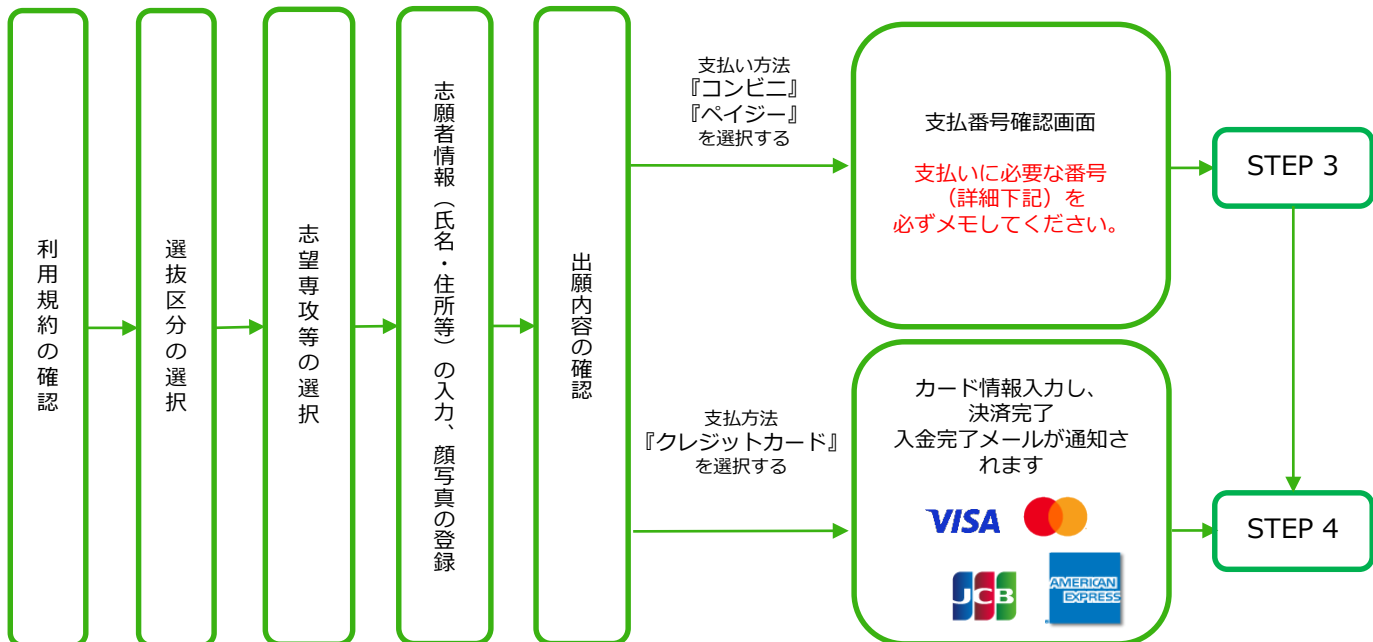 利用規約の確認
選抜区分の選択
志望専攻等の選択
志願者情報（氏名・住所等）の入力、顔写真の登録
出願内容の確認
支払い方法
『コンビニ』
『ペイジー』
を選択する
支払番号確認画面
支払いに必要な番号
（詳細下記）を
必ずメモしてください。
STEP 3
支払方法
『クレジットカード』
を選択する
カード情報入力し、
決済完了
入金完了メールが通知さ
れます
VISA
JCB
AMERICAN
EXPRESS
STEP 4